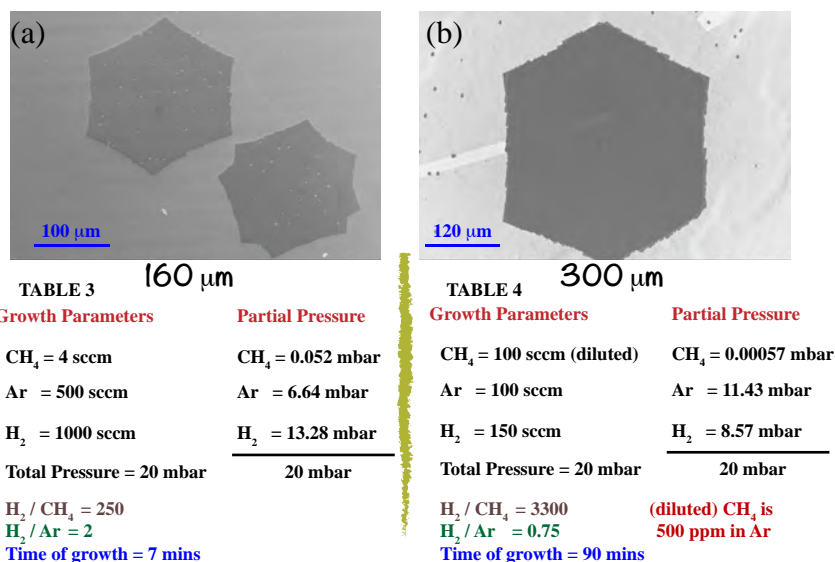 (a)
100 μm
160 μm
TABLE 3
Growth Parameters Partial Pressure
CH₄ = 4 sccm CH₄ = 0.052 mbar
Ar = 500 sccm Ar = 6.64 mbar
H₂ = 1000 sccm H₂ = 13.28 mbar
Total Pressure = 20 mbar 20 mbar
H₂ / CH₄ = 250
H₂ / Ar = 2
Time of growth = 7 mins
(b)
120 μm
300 μm
TABLE 4
Growth Parameters Partial Pressure
CH₄ = 100 sccm (diluted) CH₄ = 0.00057 mbar
Ar = 100 sccm Ar = 11.43 mbar
H₂ = 150 sccm H₂ = 8.57 mbar
Total Pressure = 20 mbar 20 mbar
H₂ / CH₄ = 3300 (diluted) CH₄ is
H₂ / Ar = 0.75 500 ppm in Ar
Time of growth = 90 mins